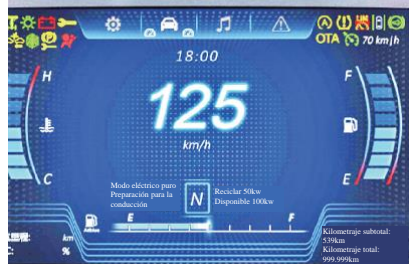 OTA 70 km/h
18:00
H
F
125
km/h
C
E
Modo eléctrico puro
Preparación para la
conducción
N
Reciclar 50kw
Disponible 100kw
E
F
km
C:
%
Kilometraje subtotal:
539km
Kilometraje total:
999.999km